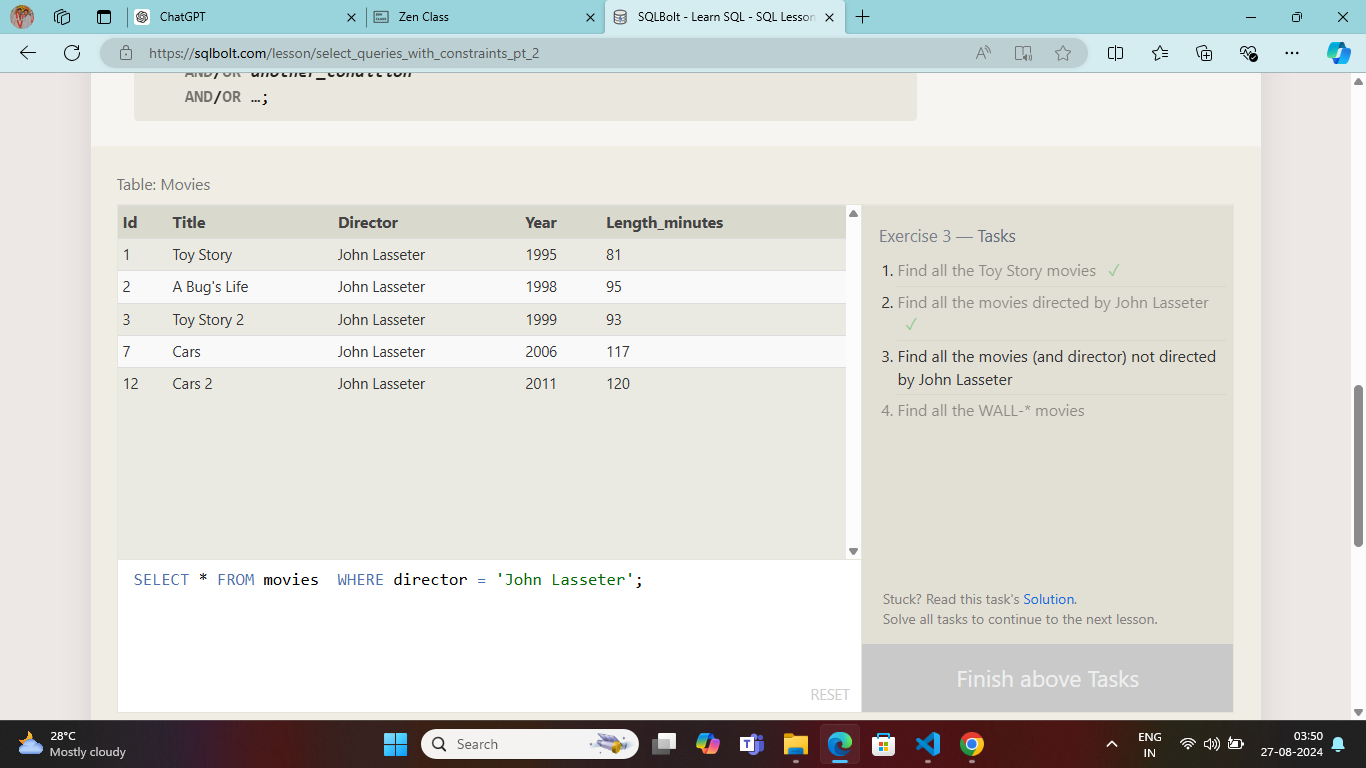 ChatGPT
Zen Class
SQLBolt - Learn SQL - SQL Lesson
https://sqlbolt.com/lesson/select_queries_with_constraints_pt_2
AND/OR another_condition
AND/OR …;
Table: Movies
Id Title Director Year Length_minutes
1 Toy Story John Lasseter 1995 81
2 A Bug's Life John Lasseter 1998 95
3 Toy Story 2 John Lasseter 1999 93
7 Cars John Lasseter 2006 117
12 Cars 2 John Lasseter 2011 120
SELECT * FROM movies  WHERE director = 'John Lasseter';
RESET
Exercise 3 — Tasks
1. Find all the Toy Story movies ✓
2. Find all the movies directed by John Lasseter
✓
3. Find all the movies (and director) not directed
by John Lasseter
4. Find all the WALL-* movies
Stuck? Read this task's Solution.
Solve all tasks to continue to the next lesson.
Finish above Tasks
28°C
Mostly cloudy
Search
ENG
IN
03:50
27-08-2024